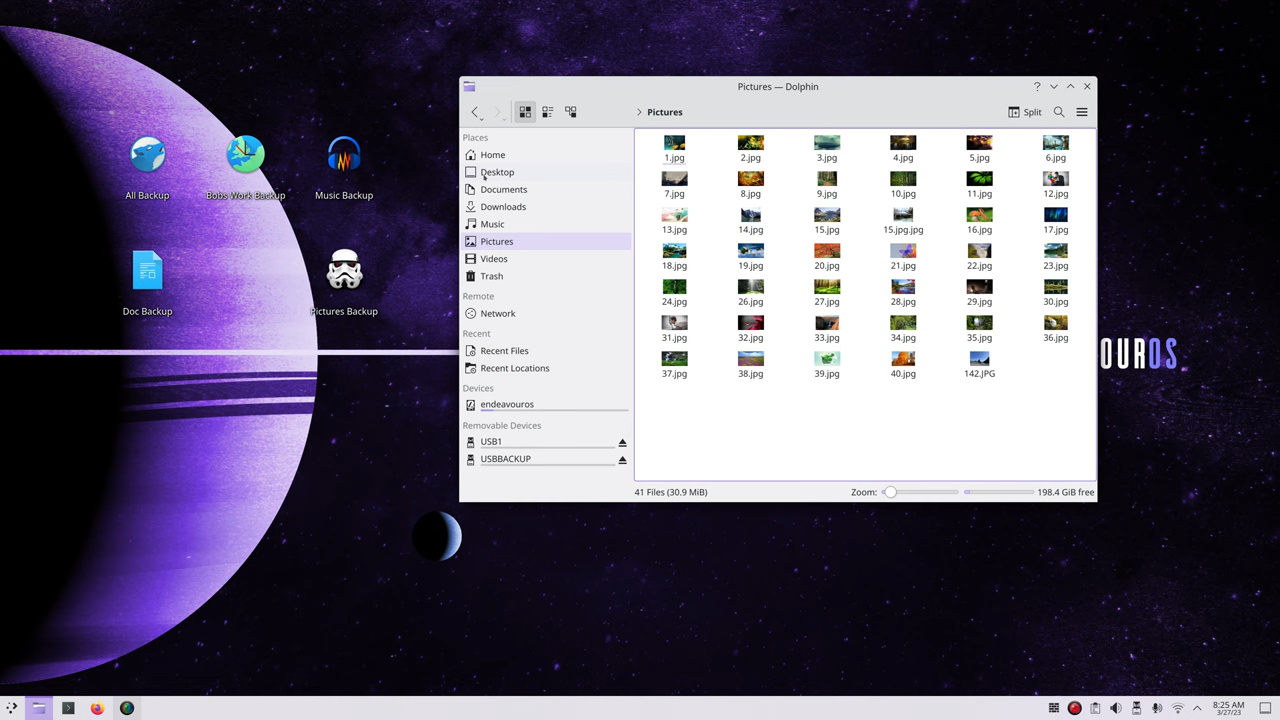 Pictures — Dolphin
Pictures
Split
Places
Home
Desktop
Documents
Downloads
Music
Pictures
Videos
Trash
Remote
Network
Recent
Recent Files
Recent Locations
Devices
endeavouros
Removable Devices
USB1
USBBACKUP
1.jpg 2.jpg 3.jpg 4.jpg 5.jpg 6.jpg
7.jpg 8.jpg 9.jpg 10.jpg 11.jpg 12.jpg
13.jpg 14.jpg 15.jpg 15.jpg.jpg 16.jpg 17.jpg
18.jpg 19.jpg 20.jpg 21.jpg 22.jpg 23.jpg
24.jpg 26.jpg 27.jpg 28.jpg 29.jpg 30.jpg
31.jpg 32.jpg 33.jpg 34.jpg 35.jpg 36.jpg
37.jpg 38.jpg 39.jpg 40.jpg 142.JPG
41 Files (30.9 MiB)
Zoom:
198.4 GiB free
All Backup
Bobs Work Backup
Music Backup
Doc Backup
Pictures Backup
OUROS
8:25 AM
3/27/23